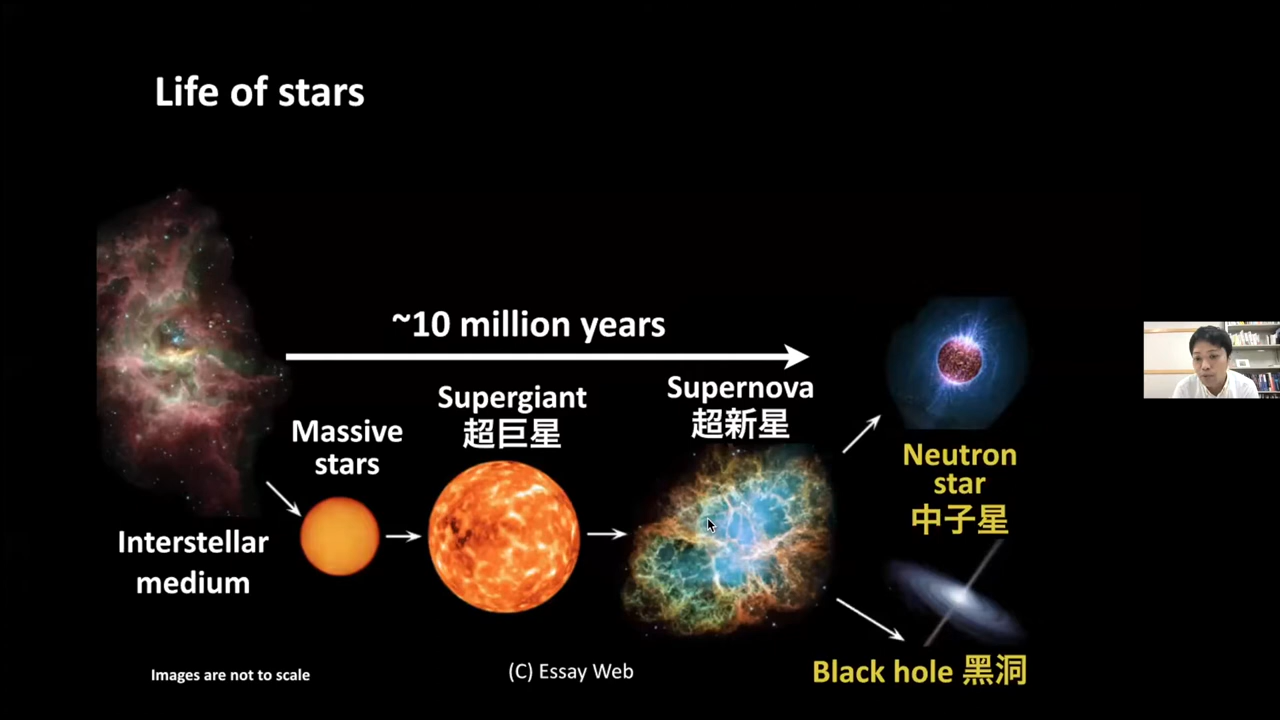 Life of stars
~10 million years
Interstellar
medium
Massive
stars
Supergiant
超巨星
Supernova
超新星
Neutron
star
中子星
Black hole 黑洞
Images are not to scale
(C) Essay Web